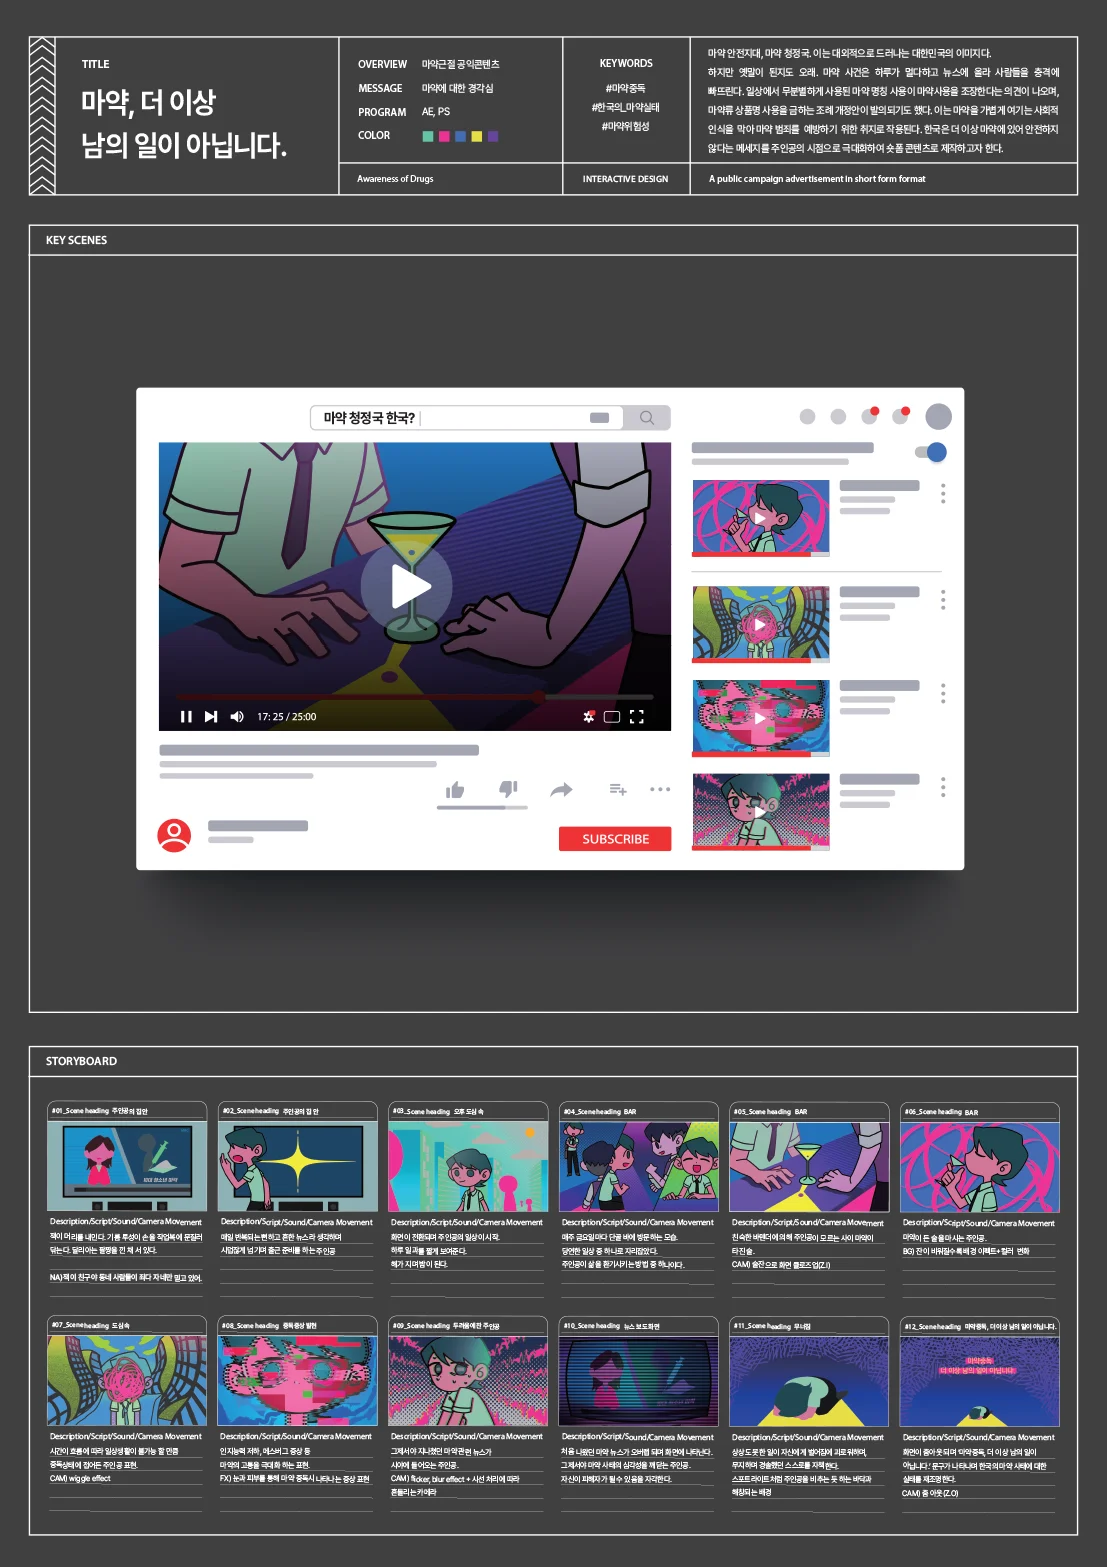 TITLE
마약, 더 이상
남의 일이 아닙니다.
OVERVIEW 마약근절 공익콘텐츠
MESSAGE 마약에 대한 경각심
PROGRAM AE, PS
COLOR
Awareness of Drugs
KEYWORDS
#마약중독
#한국의_마약실태
#마약위험성
INTERACTIVE DESIGN
마약 안전지대, 마약 청정국. 이는 대외적으로 드러나는 대한민국의 이미지다.
하지만 옛말이 된지도 오래. 마약 사건은 하루가 멀다하고 뉴스에 올라 사람들을 충격에
빠뜨린다. 일상에서 무분별하게 사용된 마약 명칭 사용이 마약사용을 조장한다는 의견이 나오며,
마약류 상품명 사용을 금하는 조례 개정안이 발의되기도 했다. 이는 마약을 가볍게 여기는 사회적
인식을 막아 마약 범죄를 예방하기 위한 취지로 작용된다. 한국은 더 이상 마약에 있어 안전하지
않다는 메세지를 주인공의 시점으로 극대화하여 숏폼 콘텐츠로 제작하고자 한다.
A public campaign advertisement in short form format
KEY SCENES
마약 청정국 한국?
17: 25 / 25:00
SUBSCRIBE
STORYBOARD
#01_Scene heading 주인공의 집 안
Description/Script/Sound/Camera Movement
잭이 머리를 내민다. 기름 투성이 손을 작업복에 문질러
닦는다. 달리아는 팔짱을 낀 채 서 있다.
NA) 잭이 친구야 동네 사람들이 죄다 자네만 믿고 있어.
#02_Scene heading 주인공의 집 안
Description/Script/Sound/Camera Movement
매일 반복되는 뻔하고 흔한 뉴스라 생각하며
시덥잖게 넘기며 출근 준비를 하는 주인공
#03_Scene heading 오후 도심 속
Description/Script/Sound/Camera Movement
화면이 전환되며 주인공의 일상이 시작.
하루 일과를 짧게 보여준다.
해가 지며 밤이 된다.
#04_Scene heading BAR
Description/Script/Sound/Camera Movement
매주 금요일마다 단골 바에 방문하는 모습.
당연한 일상 중 하나로 자리잡았다.
주인공이 삶을 환기시키는 방법 중 하나이다.
#05_Scene heading BAR
Description/Script/Sound/Camera Movement
친숙한 바텐더에 의해 주인공이 모르는 사이 마약이
타진 술.
CAM) 술잔으로 화면 클로즈업(Z.I)
#06_Scene heading BAR
Description/Script/Sound/Camera Movement
마약이 든 술을 마시는 주인공.
BG) 잔이 비워질수록 배경 이펙트+컬러 변화
#07_Scene heading 도심 속
Description/Script/Sound/Camera Movement
시간이 흐름에 따라 일상생활이 불가능 할 만큼
중독상태에 접어든 주인공 표현.
CAM) wiggle effect
#08_Scene heading 중독증상 발현
Description/Script/Sound/Camera Movement
인지능력 저하, 메스버그 증상 등
마약의 고통을 극대화 하는 표현.
FX) 눈과 피부를 통해 마약 중독시 나타나는 증상 표현
#09_Scene heading 두려움에 찬 주인공
Description/Script/Sound/Camera Movement
그제서야 지나쳤던 마약관련 뉴스가
시야에 들어오는 주인공.
CAM) flicker, blur effect + 시선 처리에 따라
흔들리는 카메라
#10_Scene heading 뉴스 보도화면
Description/Script/Sound/Camera Movement
처음 나왔던 마약 뉴스가 오버랩 되며 화면에 나타난다.
그제서야 마약 사태의 심각성을 깨닫는 주인공.
자신이 피해자가 될 수 있음을 자각한다.
#11_Scene heading 무너짐
Description/Script/Sound/Camera Movement
상상도 못한 일이 자신에게 벌어짐에 괴로워하며,
무지하며 경솔했던 스스로를 자책한다.
스포트라이트처럼 주인공을 비추는 듯 하는 바닥과
해칭되는 배경
#12_Scene heading 마약중독, 더 이상 남의 일이 아닙니다.
마약중독
더 이상 남의 일이 아닙니다
Description/Script/Sound/Camera Movement
화면이 줌아웃 되며 '마약중독, 더 이상 남의 일이
아닙니다.' 문구가 나타나며 한국의 마약 사태에 대한
실태를 재조명한다.
CAM) 줌 아웃(Z.O)